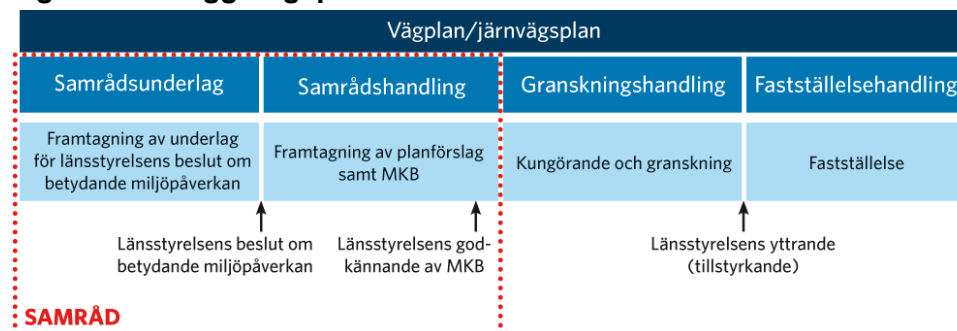 Vägplan/järnvägsplan
Samrådsunderlag
Samrådshandling
Granskningshandling
Fastställelsehandling
Framtagning av underlag
för länsstyrelsens beslut om
betydande miljöpåverkan
Framtagning av planförslag
samt MKB
Kungörande och granskning
Fastställelse
Länsstyrelsens beslut om
betydande miljöpåverkan
Länsstyrelsens god-
kännande av MKB
Länsstyrelsens yttrande
(tillstyrkande)
SAMRÅD